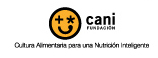 cani
FUNDACIÓN
Cultura Alimentaria para una Nutrición Inteligente